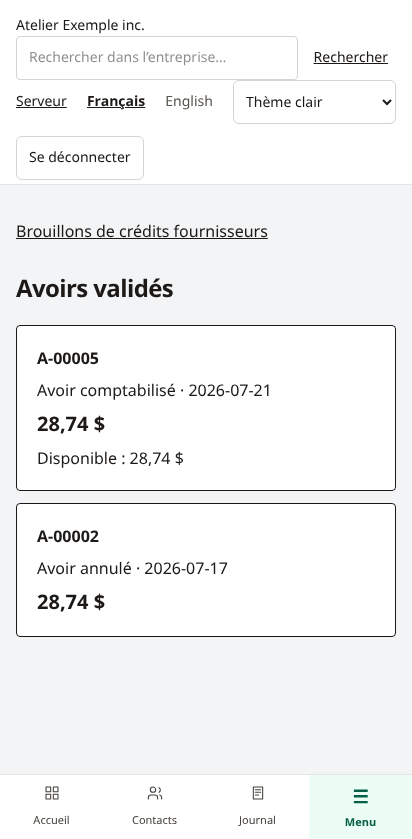 Atelier Exemple inc.
Rechercher dans l’entreprise…
Rechercher
Serveur
Français
English
Thème clair
Se déconnecter
Brouillons de crédits fournisseurs
Avoirs validés
A-00005
Avoir comptabilisé · 2026-07-21
28,74 $
Disponible : 28,74 $
A-00002
Avoir annulé · 2026-07-17
28,74 $
Accueil
Contacts
Journal
Menu